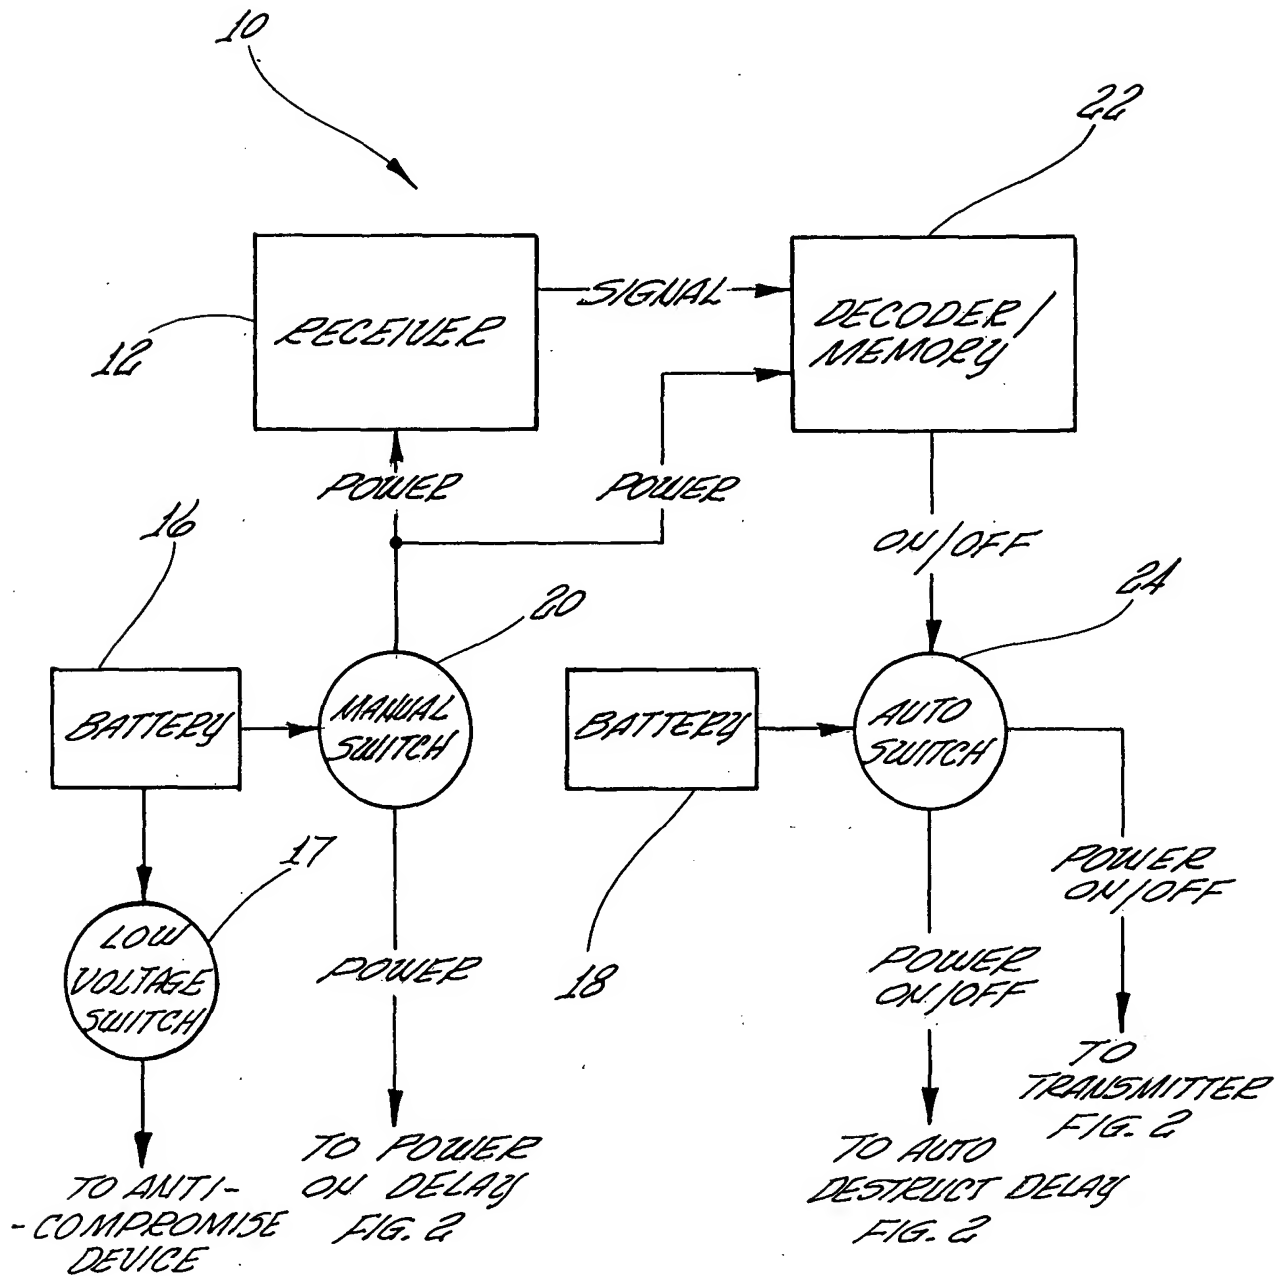 10
22
RECEIVER
SIGNAL
DECODER/
MEMORY
12
POWER
POWER
16
ON/OFF
20
24
BATTERY
MANUAL
SWITCH
BATTERY
AUTO
SWITCH
17
18
LOW
VOLTAGE
SWITCH
POWER
POWER
ON/OFF
POWER
ON/OFF
TO
TRANSMITTER
FIG. 2
TO ANTI-
-COMPROMISE
DEVICE
TO POWER
ON DELAY
FIG. 2
TO AUTO
DESTRUCT DELAY
FIG. 2